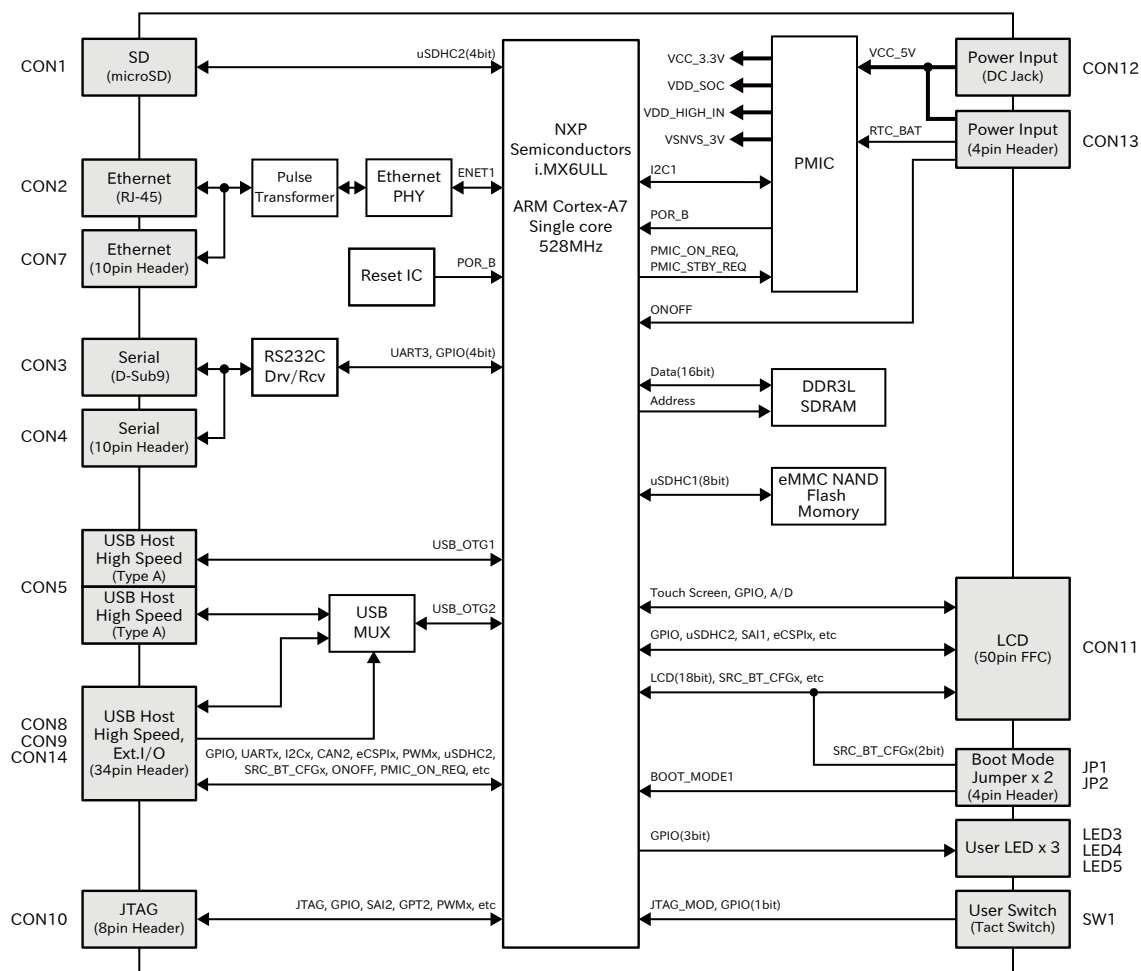 CON1
SD
(microSD)
uSDHC2(4bit)
CON2
Ethernet
(RJ-45)
Pulse
Transformer
Ethernet
PHY
ENET1
CON7
Ethernet
(10pin Header)
Reset IC
POR_B
CON3
Serial
(D-Sub9)
RS232C
Drv/Rcv
UART3, GPIO(4bit)
CON4
Serial
(10pin Header)
CON5
USB Host
High Speed
(Type A)
USB_OTG1
USB Host
High Speed
(Type A)
USB
MUX
USB_OTG2
CON8
CON9
CON14
USB Host
High Speed,
Ext.I/O
(34pin Header)
GPIO, UARTx, I2Cx, CAN2, eCSPIx, PWMx, uSDHC2,
SRC_BT_CFGx, ONOFF, PMIC_ON_REQ, etc
CON10
JTAG
(8pin Header)
JTAG, GPIO, SAI2, GPT2, PWMx, etc
NXP
Semiconductors
i.MX6ULL
ARM Cortex-A7
Single core
528MHz
VCC_3.3V
VDD_SOC
VDD_HIGH_IN
VSNVS_3V
I2C1
POR_B
PMIC_ON_REQ,
PMIC_STBY_REQ
ONOFF
PMIC
VCC_5V
RTC_BAT
Power Input
(DC Jack)
CON12
Power Input
(4pin Header)
CON13
Data(16bit)
Address
DDR3L
SDRAM
uSDHC1(8bit)
eMMC NAND
Flash
Momory
Touch Screen, GPIO, A/D
GPIO, uSDHC2, SAI1, eCSPIx, etc
LCD(18bit), SRC_BT_CFGx, etc
LCD
(50pin FFC)
CON11
SRC_BT_CFGx(2bit)
BOOT_MODE1
Boot Mode
Jumper x 2
(4pin Header)
JP1
JP2
GPIO(3bit)
User LED x 3
LED3
LED4
LED5
JTAG_MOD, GPIO(1bit)
User Switch
(Tact Switch)
SW1